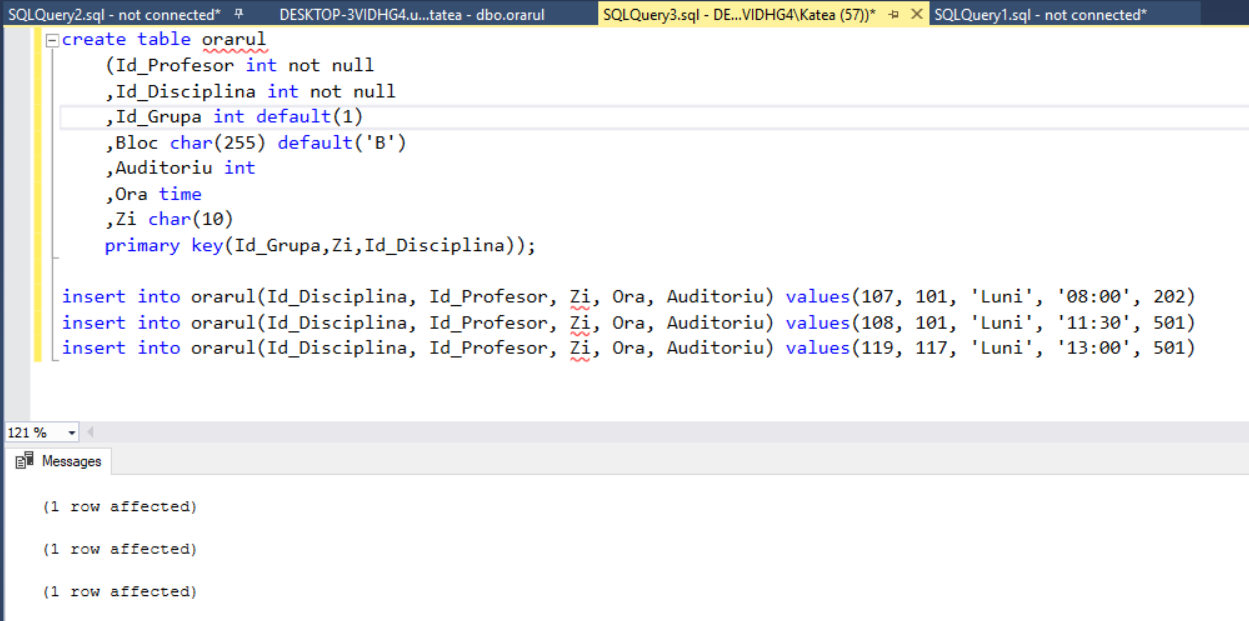 SQLQuery2.sql - not connected* DESKTOP-3VIDHG4.u...tatea - dbo.orarul SQLQuery3.sql - DE...VIDHG4\Katea (57))* SQLQuery1.sql - not connected*
create table orarul
(Id_Profesor int not null
,Id_Disciplina int not null
,Id_Grupa int default(1)
,Bloc char(255) default('B')
,Auditoriu int
,Ora time
,Zi char(10)
primary key(Id_Grupa,Zi,Id_Disciplina));
insert into orarul(Id_Disciplina, Id_Profesor, Zi, Ora, Auditoriu) values(107, 101, 'Luni', '08:00', 202)
insert into orarul(Id_Disciplina, Id_Profesor, Zi, Ora, Auditoriu) values(108, 101, 'Luni', '11:30', 501)
insert into orarul(Id_Disciplina, Id_Profesor, Zi, Ora, Auditoriu) values(119, 117, 'Luni', '13:00', 501)
121 %
Messages
(1 row affected)
(1 row affected)
(1 row affected)